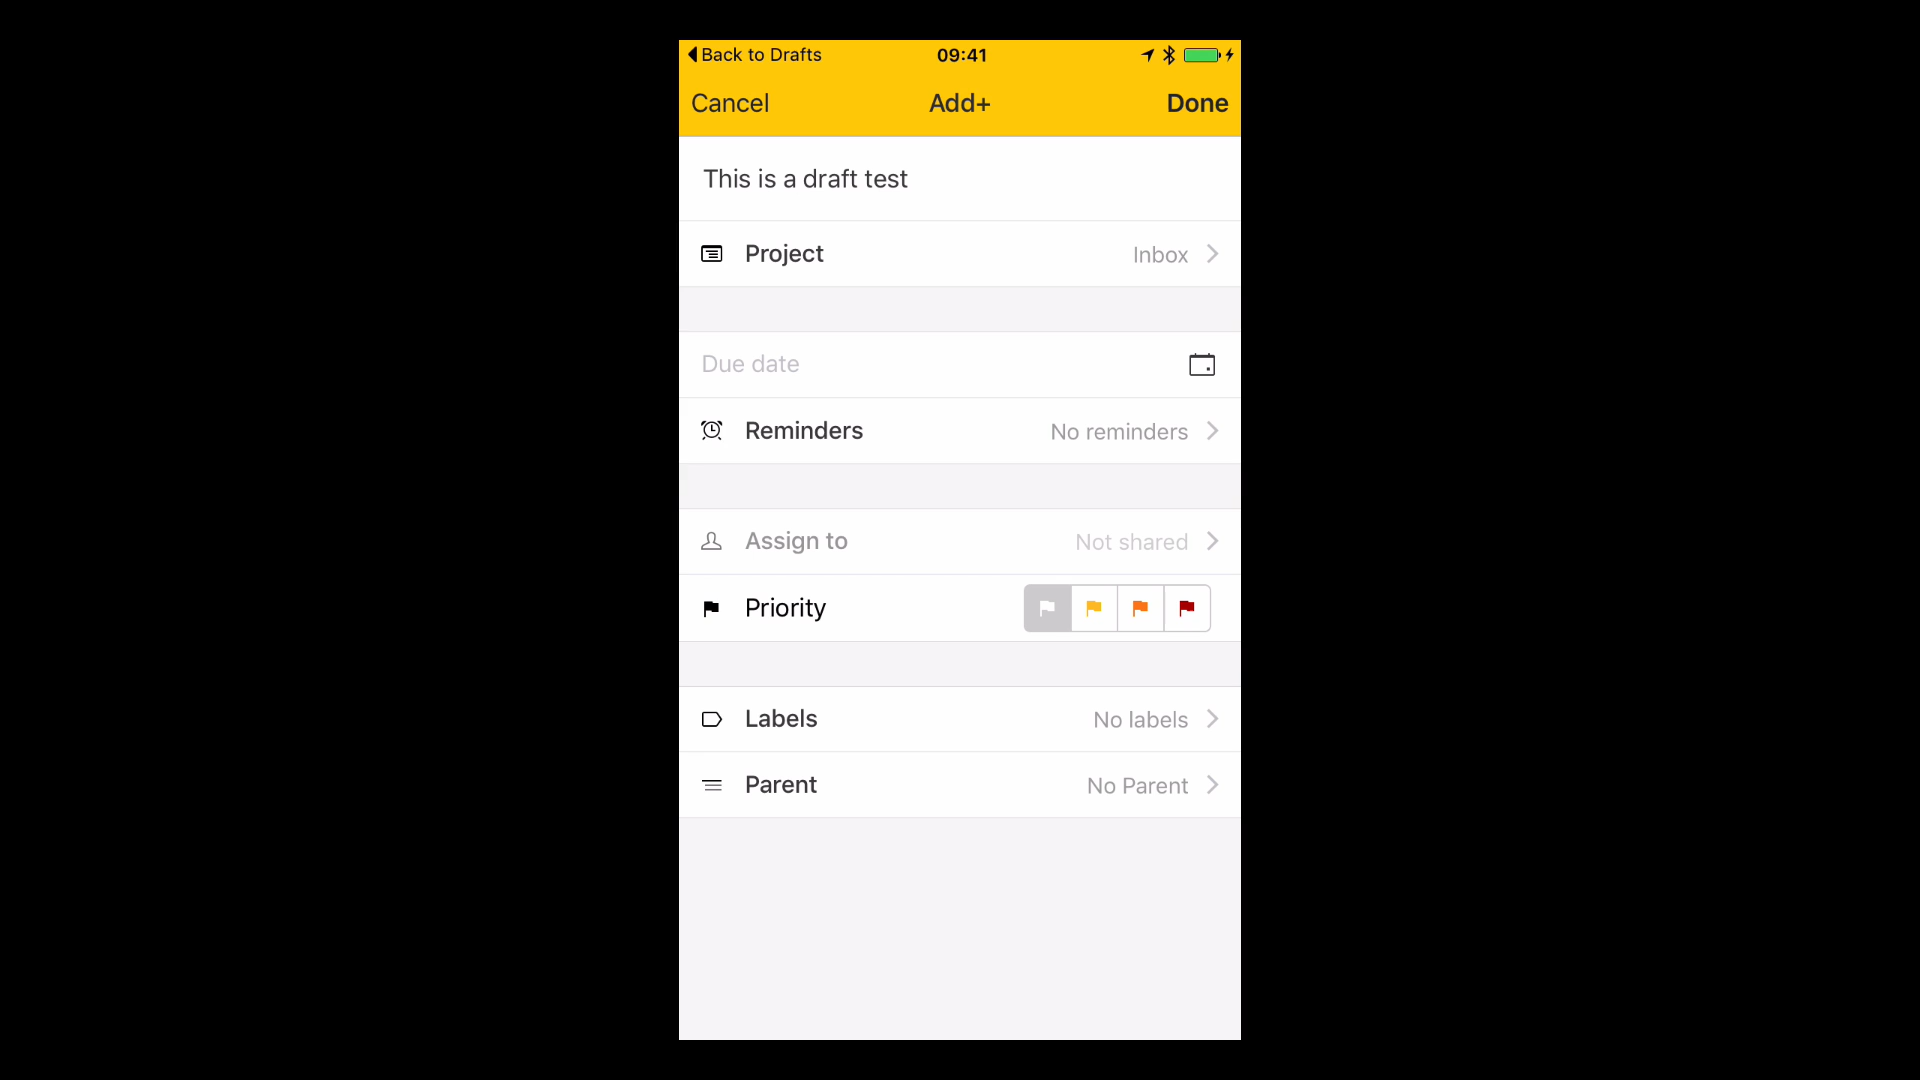 Back to Drafts 09:41
Cancel Add+ Done
This is a draft test
Project Inbox
Due date
Reminders No reminders
Assign to Not shared
Priority
Labels No labels
Parent No Parent